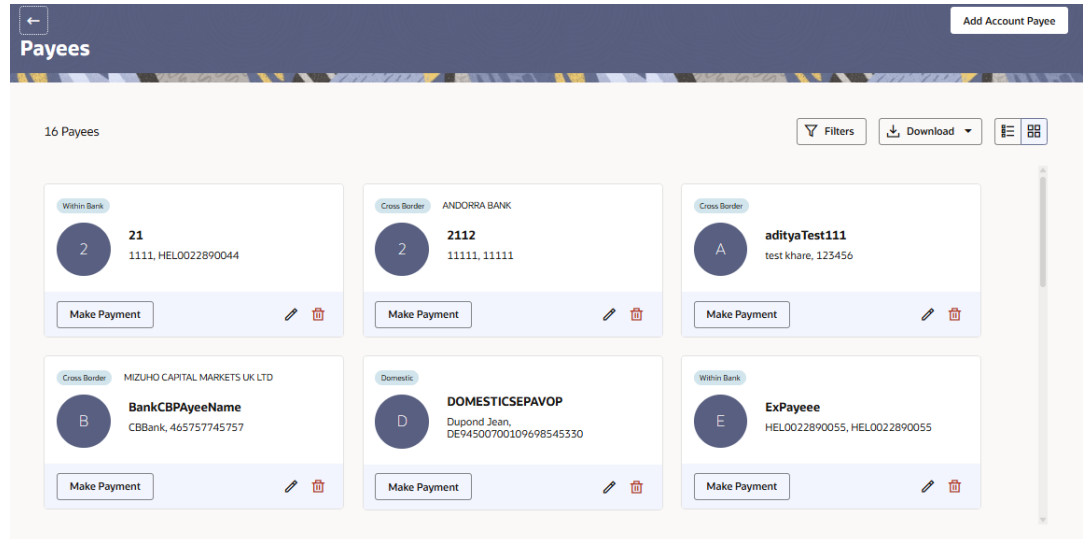 ←
Add Account Payee
Payees
16 Payees
Filters
Download
Within Bank
2
21
1111, HEL0022890044
Make Payment
Cross Border
ANDORRA BANK
2
2112
11111, 11111
Make Payment
Cross Border
A
adityaTest111
test khare, 123456
Make Payment
Cross Border
MIZUHO CAPITAL MARKETS UK LTD
B
BankCBPAyeeName
CBBank, 465757745757
Make Payment
Domestic
D
DOMESTICSEPAVOP
Dupond Jean,
DE94500700109698545330
Make Payment
Within Bank
E
ExPayeee
HEL0022890055, HEL0022890055
Make Payment